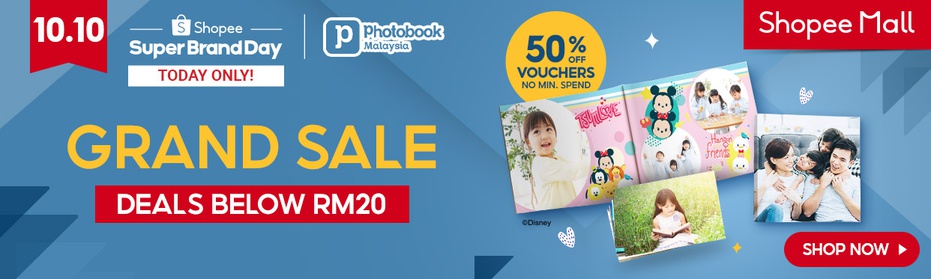 10.10
Shopee
Super Brand Day
TODAY ONLY!
p Photobook
Malaysia
GRAND SALE
DEALS BELOW RM20
50% OFF
VOUCHERS
NO MIN. SPEND
©Disney
Shopee Mall
SHOP NOW